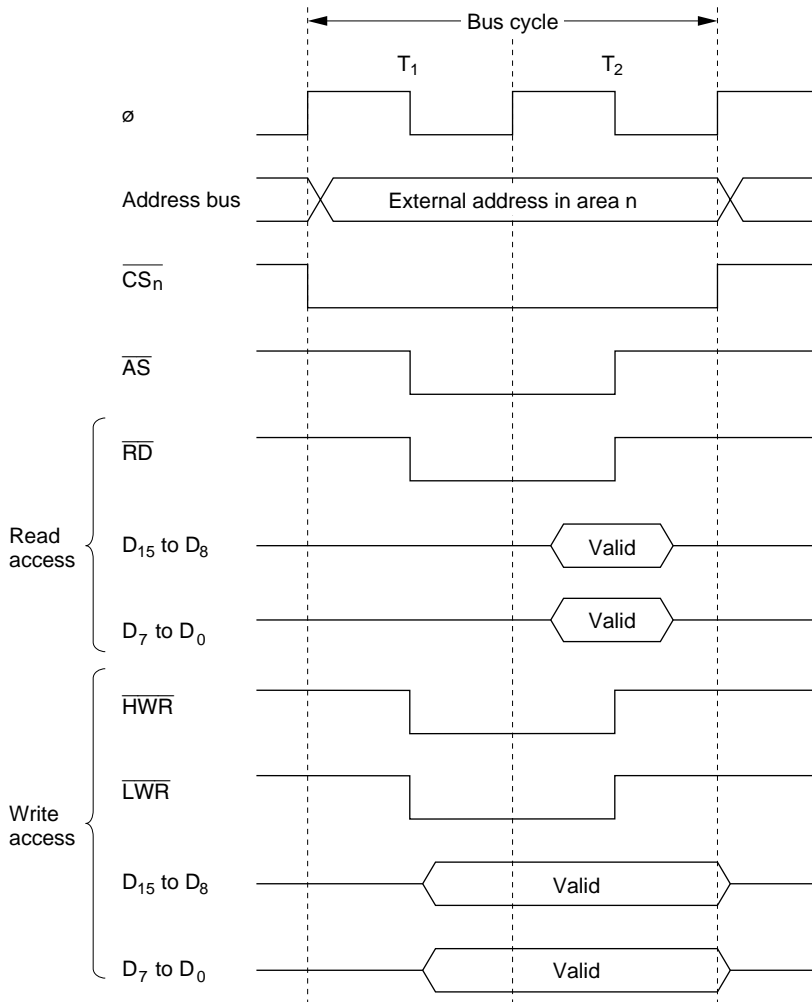 Bus cycle
T1 T2
ø
Address bus External address in area n
CSn
AS
RD
Read access
D15 to D8 Valid
D7 to D0 Valid
HWR
LWR
Write access
D15 to D8 Valid
D7 to D0 Valid